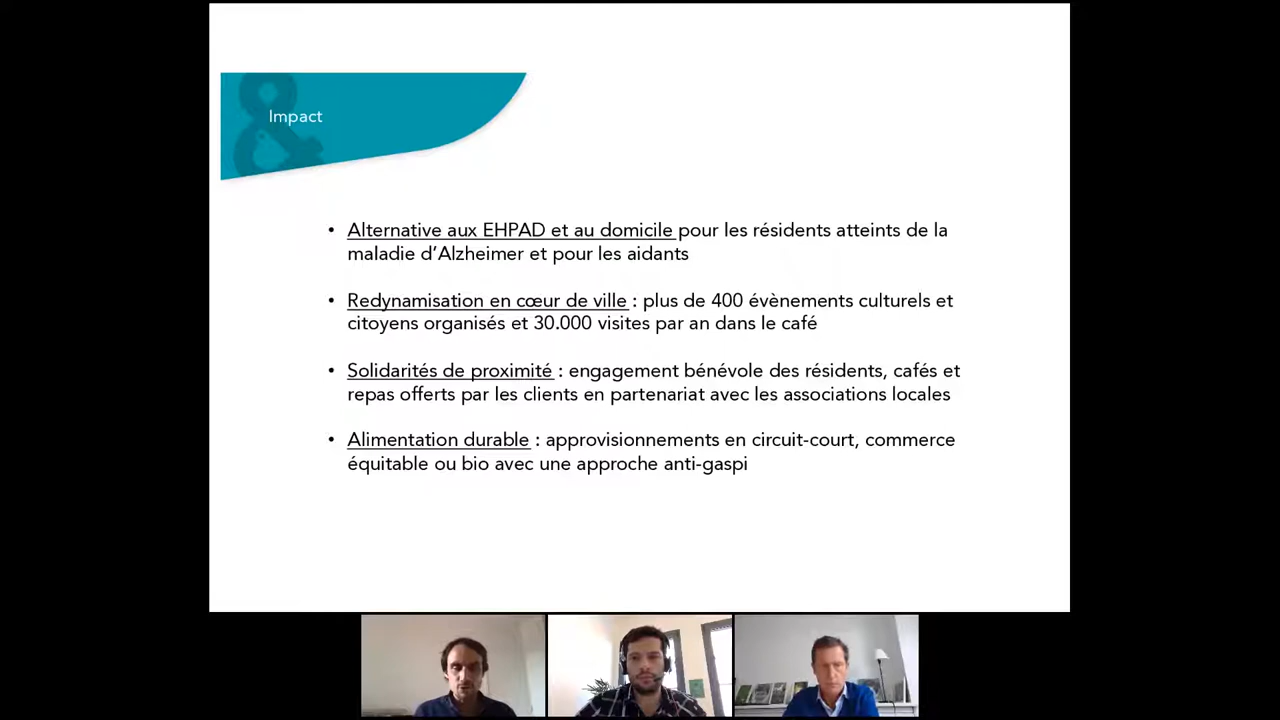 Impact
• Alternative aux EHPAD et au domicile pour les résidents atteints de la
maladie d’Alzheimer et pour les aidants
• Redynamisation en cœur de ville : plus de 400 évènements culturels et
citoyens organisés et 30.000 visites par an dans le café
• Solidarités de proximité : engagement bénévole des résidents, cafés et
repas offerts par les clients en partenariat avec les associations locales
• Alimentation durable : approvisionnements en circuit-court, commerce
équitable ou bio avec une approche anti-gaspi